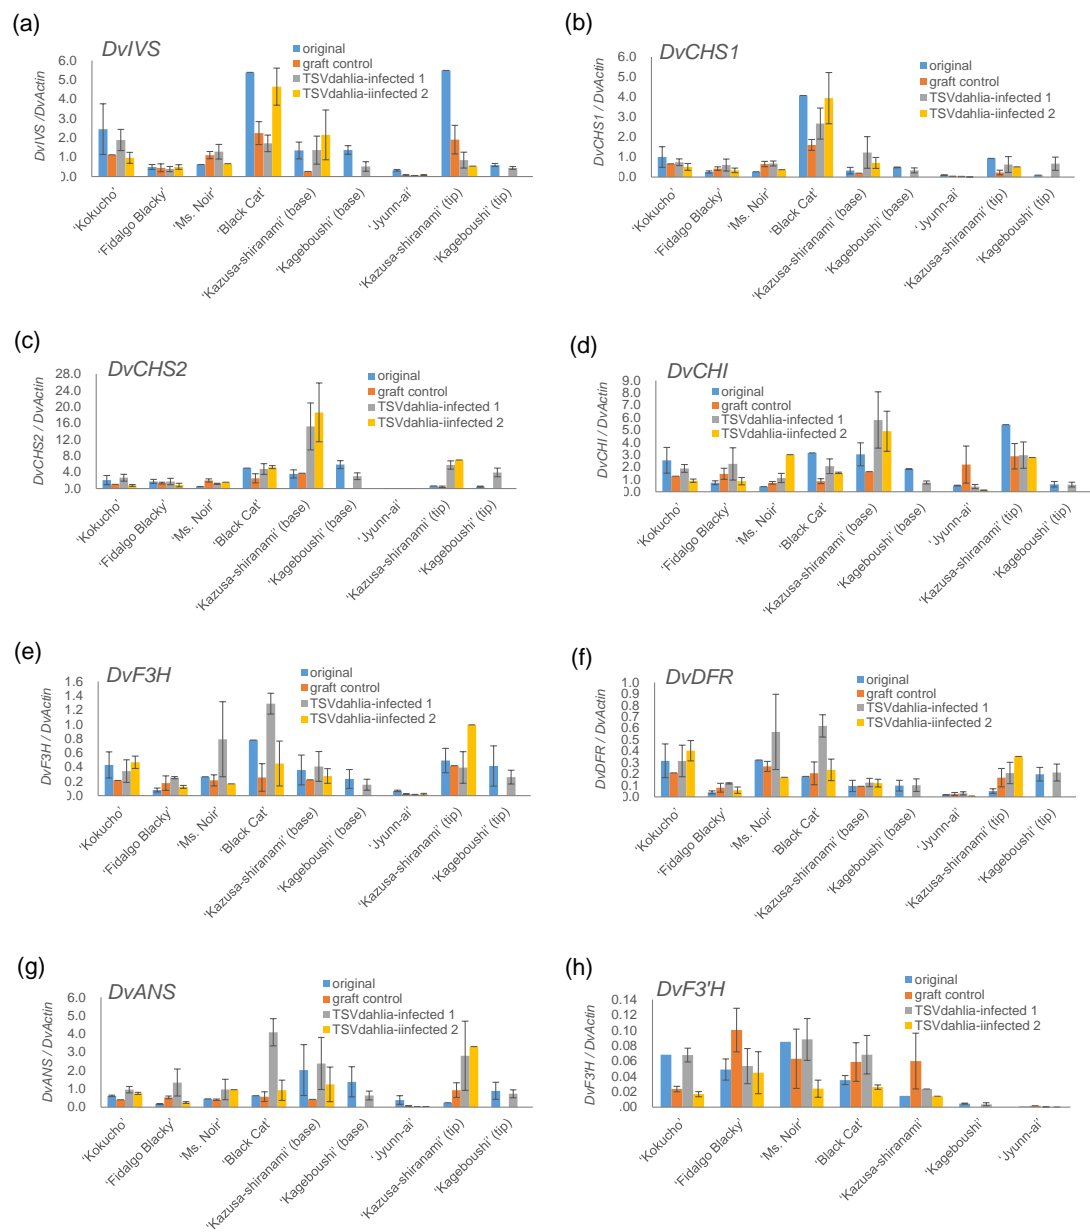 (a)
DvIVS
original
graft control
TSVdahlia-infected 1
TSVdahlia-iinfected 2
DvIVS /DvActin
6.0
5.0
4.0
3.0
2.0
1.0
0.0
'Kokucho'
'Fidalgo Blacky'
'Ms. Noir'
'Black Cat'
'Kazusa-shiranami' (base)
'Kageboushi' (base)
'Jyunn-ai'
'Kazusa-shiranami' (tip)
'Kageboushi' (tip)
(b)
DvCHS1
original
graft control
TSVdahlia-infected 1
TSVdahlia-iinfected 2
DvCHS1 / DvActin
6.0
5.0
4.0
3.0
2.0
1.0
0.0
'Kokucho'
'Fidalgo Blacky'
'Ms. Noir'
'Black Cat'
'Kazusa-shiranami' (base)
'Kageboushi' (base)
'Jyunn-ai'
'Kazusa-shiranami' (tip)
'Kageboushi' (tip)
(c)
DvCHS2
original
graft control
TSVdahlia-infected 1
TSVdahlia-iinfected 2
DvCHS2 / DvActin
28.0
24.0
20.0
16.0
12.0
8.0
4.0
0.0
'Kokucho'
'Fidalgo Blacky'
'Ms. Noir'
'Black Cat'
'Kazusa-shiranami' (base)
'Kageboushi' (base)
'Jyunn-ai'
'Kazusa-shiranami' (tip)
'Kageboushi' (tip)
(d)
DvCHI
original
graft control
TSVdahlia-infected 1
TSVdahlia-iinfected 2
DvCHI / DvActin
9.0
8.0
7.0
6.0
5.0
4.0
3.0
2.0
1.0
0.0
'Kokucho'
'Fidalgo Blacky'
'Ms. Noir'
'Black Cat'
'Kazusa-shiranami' (base)
'Kageboushi' (base)
'Jyunn-ai'
'Kazusa-shiranami' (tip)
'Kageboushi' (tip)
(e)
DvF3H
original
graft control
TSVdahlia-infected 1
TSVdahlia-iinfected 2
DvF3H / DvActin
1.6
1.4
1.2
1.0
0.8
0.6
0.4
0.2
0.0
'Kokucho'
'Fidalgo Blacky'
'Ms. Noir'
'Black Cat'
'Kazusa-shiranami' (base)
'Kageboushi' (base)
'Jyunn-ai'
'Kazusa-shiranami' (tip)
'Kageboushi' (tip)
(f)
DvDFR
original
graft control
TSVdahlia-infected 1
TSVdahlia-iinfected 2
DvDFR / DvActin
1.0
0.9
0.8
0.7
0.6
0.5
0.4
0.3
0.2
0.1
0.0
'Kokucho'
'Fidalgo Blacky'
'Ms. Noir'
'Black Cat'
'Kazusa-shiranami' (base)
'Kageboushi' (base)
'Jyunn-ai'
'Kazusa-shiranami' (tip)
'Kageboushi' (tip)
(g)
DvANS
original
graft control
TSVdahlia-infected 1
TSVdahlia-iinfected 2
DvANS / DvActin
6.0
5.0
4.0
3.0
2.0
1.0
0.0
'Kokucho'
'Fidalgo Blacky'
'Ms. Noir'
'Black Cat'
'Kazusa-shiranami' (base)
'Kageboushi' (base)
'Jyunn-ai'
'Kazusa-shiranami' (tip)
'Kageboushi' (tip)
(h)
DvF3'H
original
graft control
TSVdahlia-infected 1
TSVdahlia-iinfected 2
DvF3'H / DvActin
0.14
0.12
0.10
0.08
0.06
0.04
0.02
.00
'Kokucho'
'Fidalgo Blacky'
'Ms. Noir'
'Black Cat'
'Kazusa-shiranami'
'Kageboushi'
'Jyunn-ai'